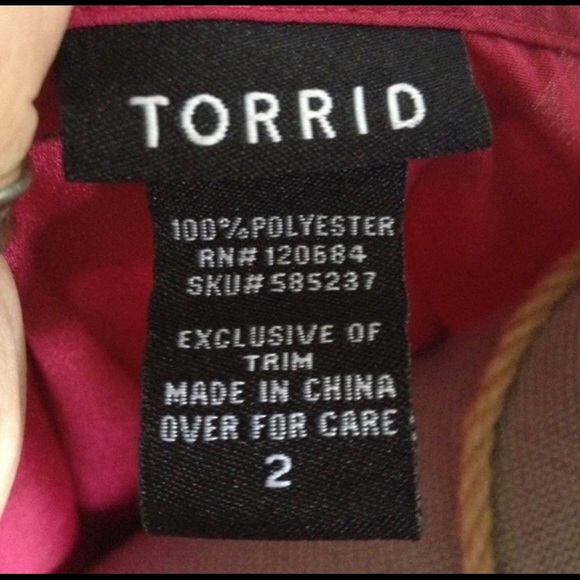 TORRID
100%POLYESTER
RN# 120684
SKU# 585237
EXCLUSIVE OF
TRIM
MADE IN CHINA
OVER FOR CARE
2